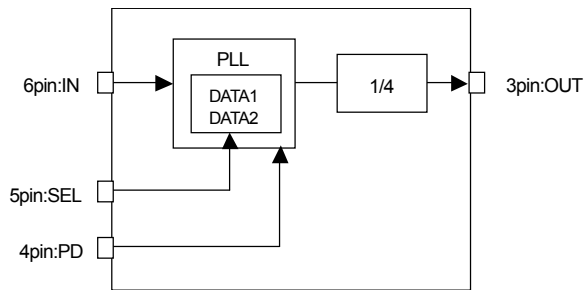 PLL
6pin:IN
DATA1
DATA2
1/4
3pin:OUT
5pin:SEL
4pin:PD